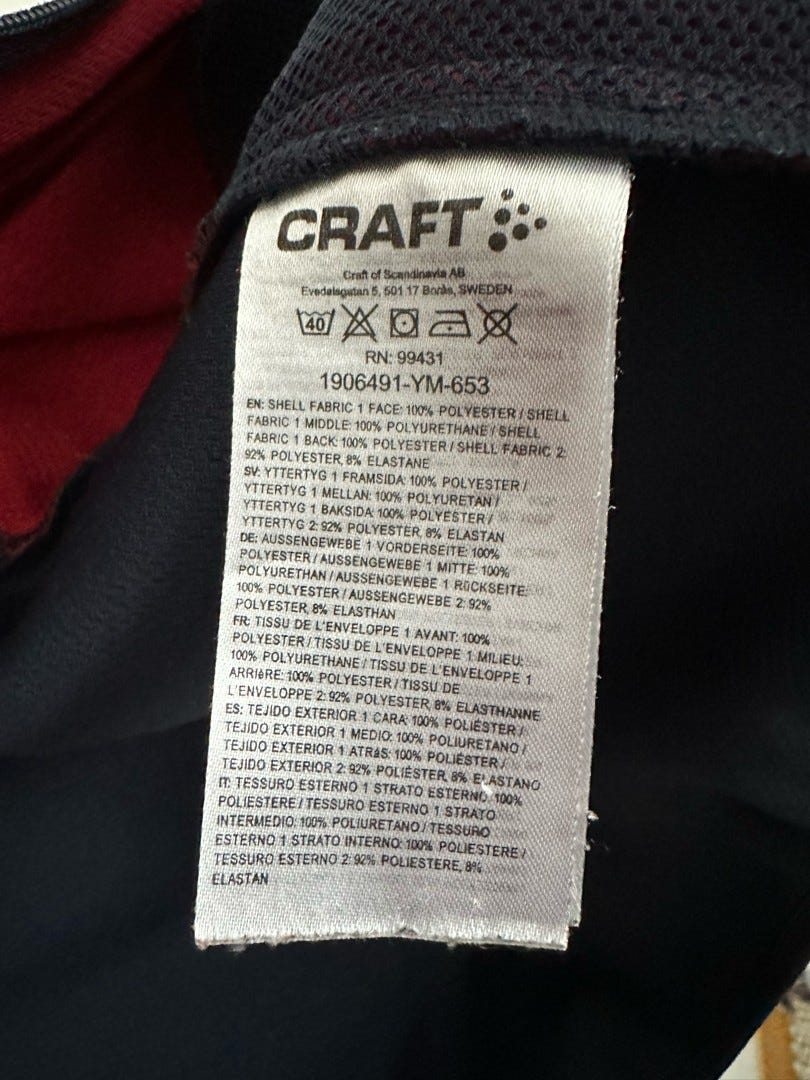 CRAFT
Craft of Scandinavia AB
Evedalsgatan 5, 501 17 Borås, SWEDEN
40
RN: 99431
1906491-YM-653
EN: SHELL FABRIC 1 FACE: 100% POLYESTER / SHELL
FABRIC 1 MIDDLE: 100% POLYURETHANE / SHELL
FABRIC 1 BACK: 100% POLYESTER / SHELL FABRIC 2:
92% POLYESTER, 8% ELASTANE
SV: YTTERTYG 1 FRAMSIDA: 100% POLYESTER /
YTTERTYG 1 MELLAN: 100% POLYURETAN /
YTTERTYG 1 BAKSIDA: 100% POLYESTER /
YTTERTYG 2: 92% POLYESTER, 8% ELASTAN
DE: AUSSENGEWEBE 1 VORDERSEITE: 100%
POLYESTER / AUSSENGEWEBE 1 MITTE: 100%
POLYURETHAN / AUSSENGEWEBE 1 RÜCKSEITE:
100% POLYESTER / AUSSENGEWEBE 2: 92%
POLYESTER, 8% ELASTHAN
FR: TISSU DE L'ENVELOPPE 1 AVANT: 100%
POLYESTER / TISSU DE L'ENVELOPPE 1 MILIEU:
100% POLYURETHANE / TISSU DE L'ENVELOPPE 1
ARRIèRE: 100% POLYESTER / TISSU DE
L'ENVELOPPE 2: 92% POLYESTER, 8% ELASTHANNE
ES: TEJIDO EXTERIOR 1 CARA: 100% POLIÉSTER /
TEJIDO EXTERIOR 1 MEDIO: 100% POLIURETANO /
TEJIDO EXTERIOR 1 ATRáS: 100% POLIÉSTER /
TEJIDO EXTERIOR 2: 92% POLIÉSTER, 8% ELASTANO
IT: TESSURO ESTERNO 1 STRATO ESTERNO: 100%
POLIESTERE / TESSURO ESTERNO 1 STRATO
INTERMEDIO: 100% POLIURETANO / TESSURO
ESTERNO 1 STRATO INTERNO: 100% POLIESTERE /
TESSURO ESTERNO 2: 92% POLIESTERE, 8%
ELASTAN